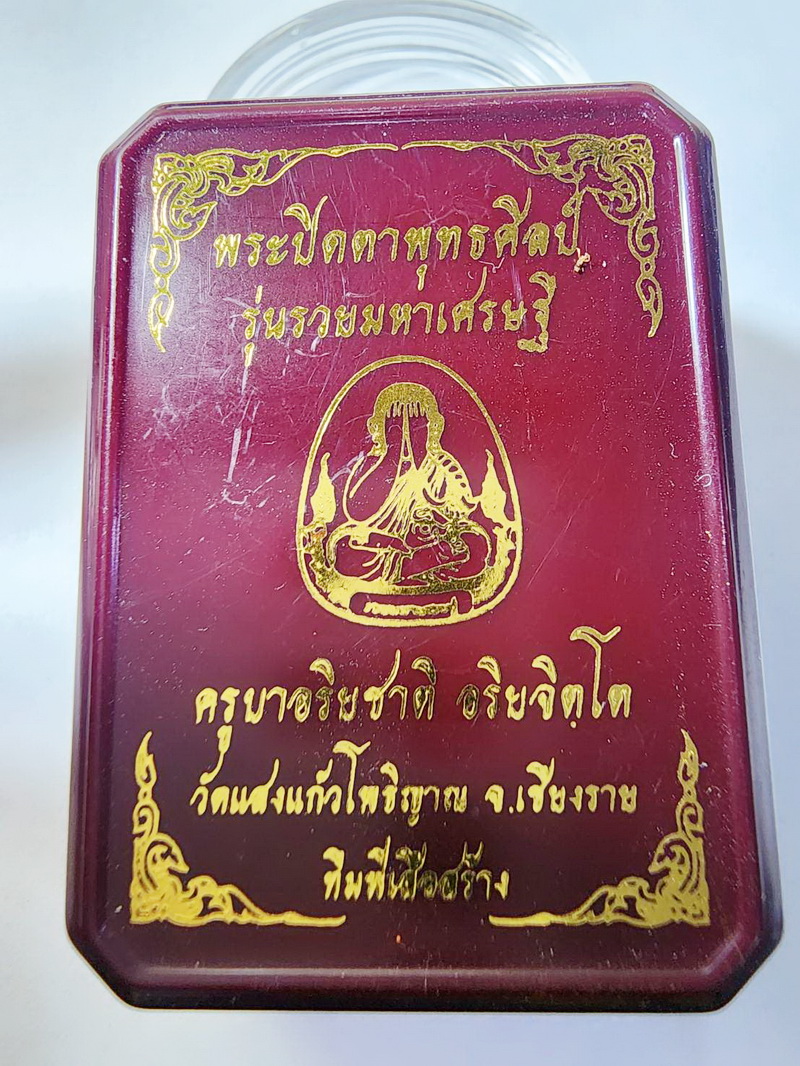 พระปิดตาพุทธศิลป์
รุ่นรวยมหาเศรษฐี
ครูบาอริยชาติ อริยจิตฺโต
วัดแสงแก้วโพธิญาณ จ.เชียงราย
ทีมพี่เสือสร้าง